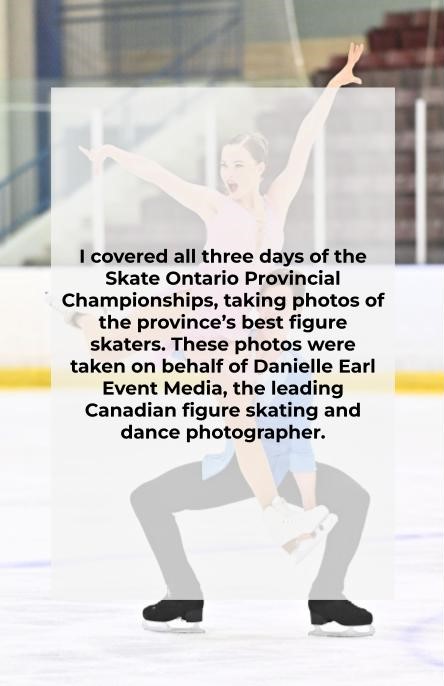 I covered all three days of the
Skate Ontario Provincial
Championships, taking photos of
the province’s best figure
skaters. These photos were
taken on behalf of Danielle Earl
Event Media, the leading
Canadian figure skating and
dance photographer.